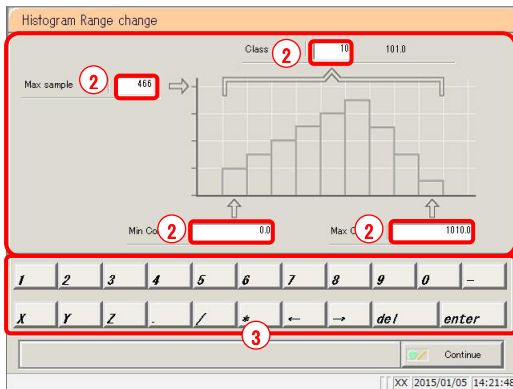 Histogram Range change
Class ② 10 101.0
Max sample ② 466
Min Co ② 0.0 Max C ② 1010.0
1 2 3 4 5 6 7 8 9 0 -
X Y Z . / * ← → del enter
③
Continue
XX 2015/01/05 14:21:48